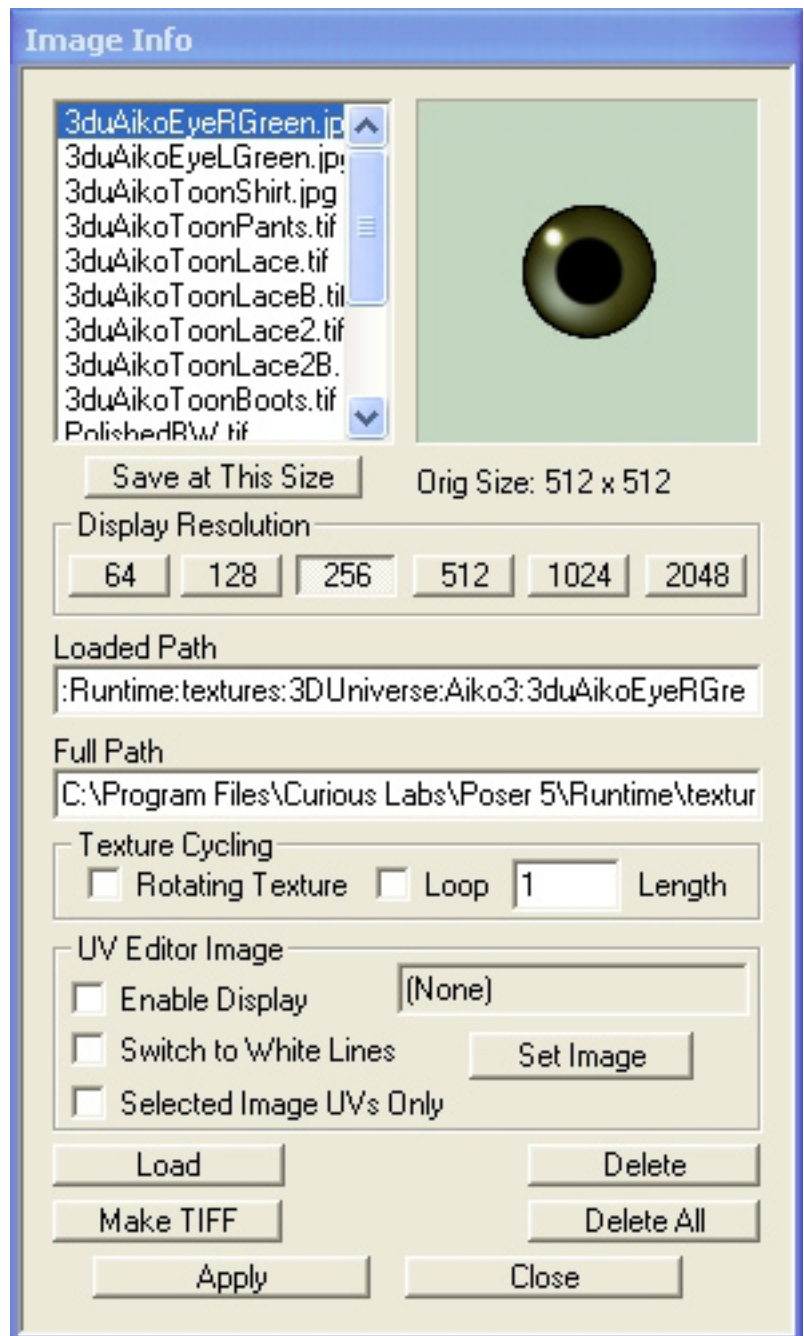 Image Info
3duAikoEyeRGreen.jp
3duAikoEyeLGreen.jpg
3duAikoToonShirt.jpg
3duAikoToonPants.tif
3duAikoToonLace.tif
3duAikoToonLaceB.tif
3duAikoToonLace2.tif
3duAikoToonLace2B.
3duAikoToonBoots.tif
PolishedBW.tif
Save at This Size
Orig Size: 512 x 512
Display Resolution
64 128 256 512 1024 2048
Loaded Path
:Runtime:textures:3DUniverse:Aiko3:3duAikoEyeRGre
Full Path
C:\Program Files\Curious Labs\Poser 5\Runtime\textur
Texture Cycling
Rotating Texture Loop 1 Length
UV Editor Image
Enable Display (None)
Switch to White Lines Set Image
Selected Image UVs Only
Load Delete
Make TIFF Delete All
Apply Close